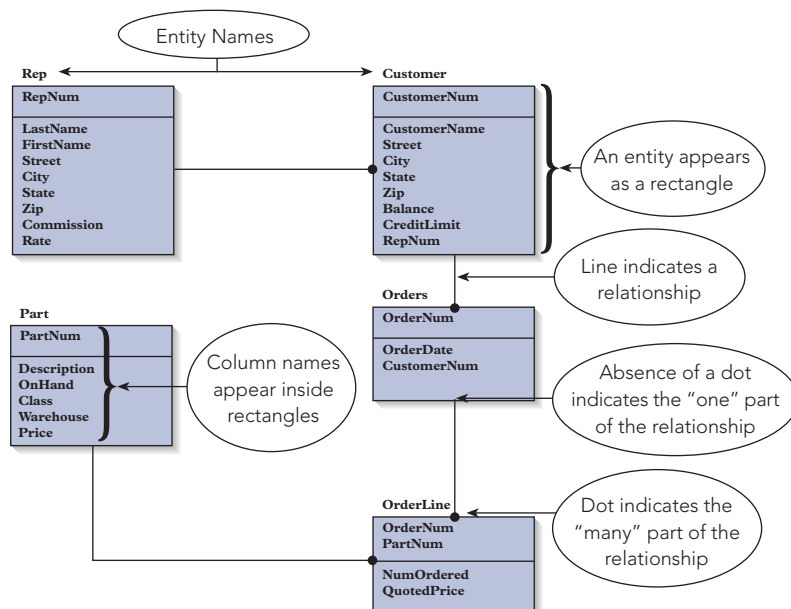 Entity Names
Rep
RepNum
LastName
FirstName
Street
City
State
Zip
Commission
Rate
Customer
CustomerNum
CustomerName
Street
City
State
Zip
Balance
CreditLimit
RepNum
An entity appears
as a rectangle
Line indicates a
relationship
Orders
OrderNum
OrderDate
CustomerNum
Part
PartNum
Description
OnHand
Class
Warehouse
Price
Column names
appear inside
rectangles
Absence of a dot
indicates the “one” part
of the relationship
OrderLine
OrderNum
PartNum
NumOrdered
QuotedPrice
Dot indicates the
“many” part of the
relationship